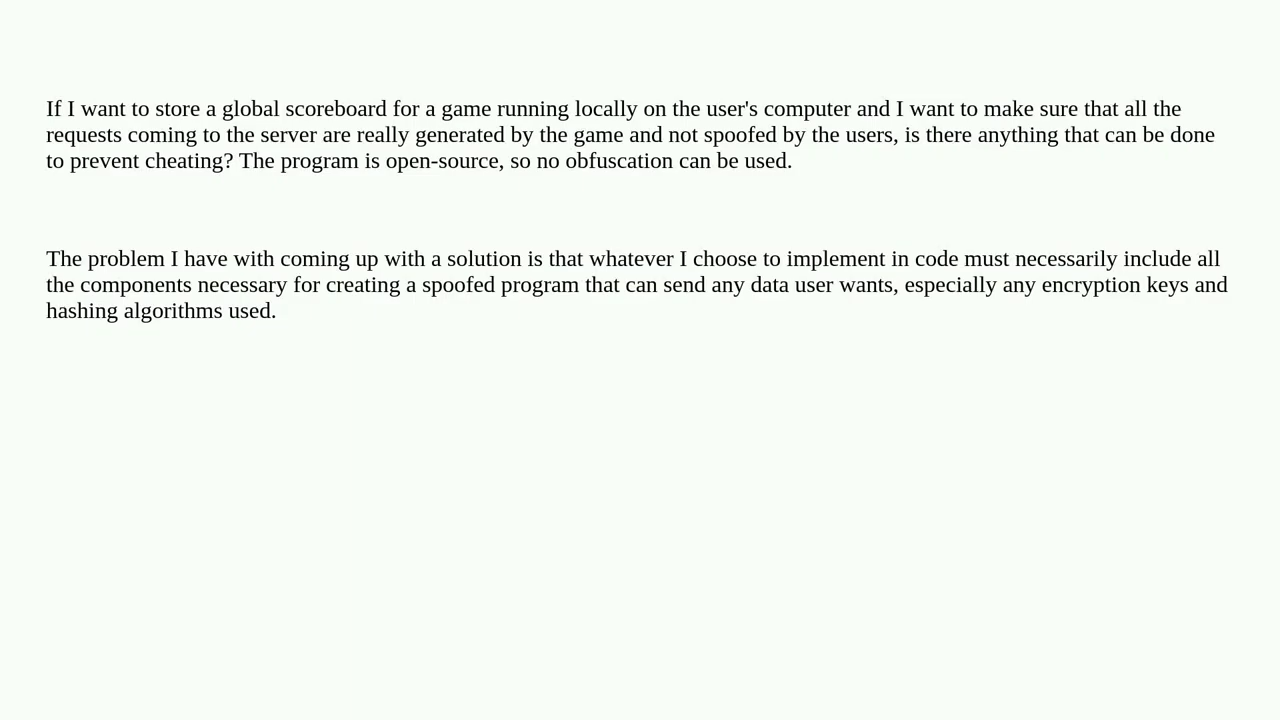 If I want to store a global scoreboard for a game running locally on the user's computer and I want to make sure that all the
requests coming to the server are really generated by the game and not spoofed by the users, is there anything that can be done
to prevent cheating? The program is open-source, so no obfuscation can be used.
The problem I have with coming up with a solution is that whatever I choose to implement in code must necessarily include all
the components necessary for creating a spoofed program that can send any data user wants, especially any encryption keys and
hashing algorithms used.